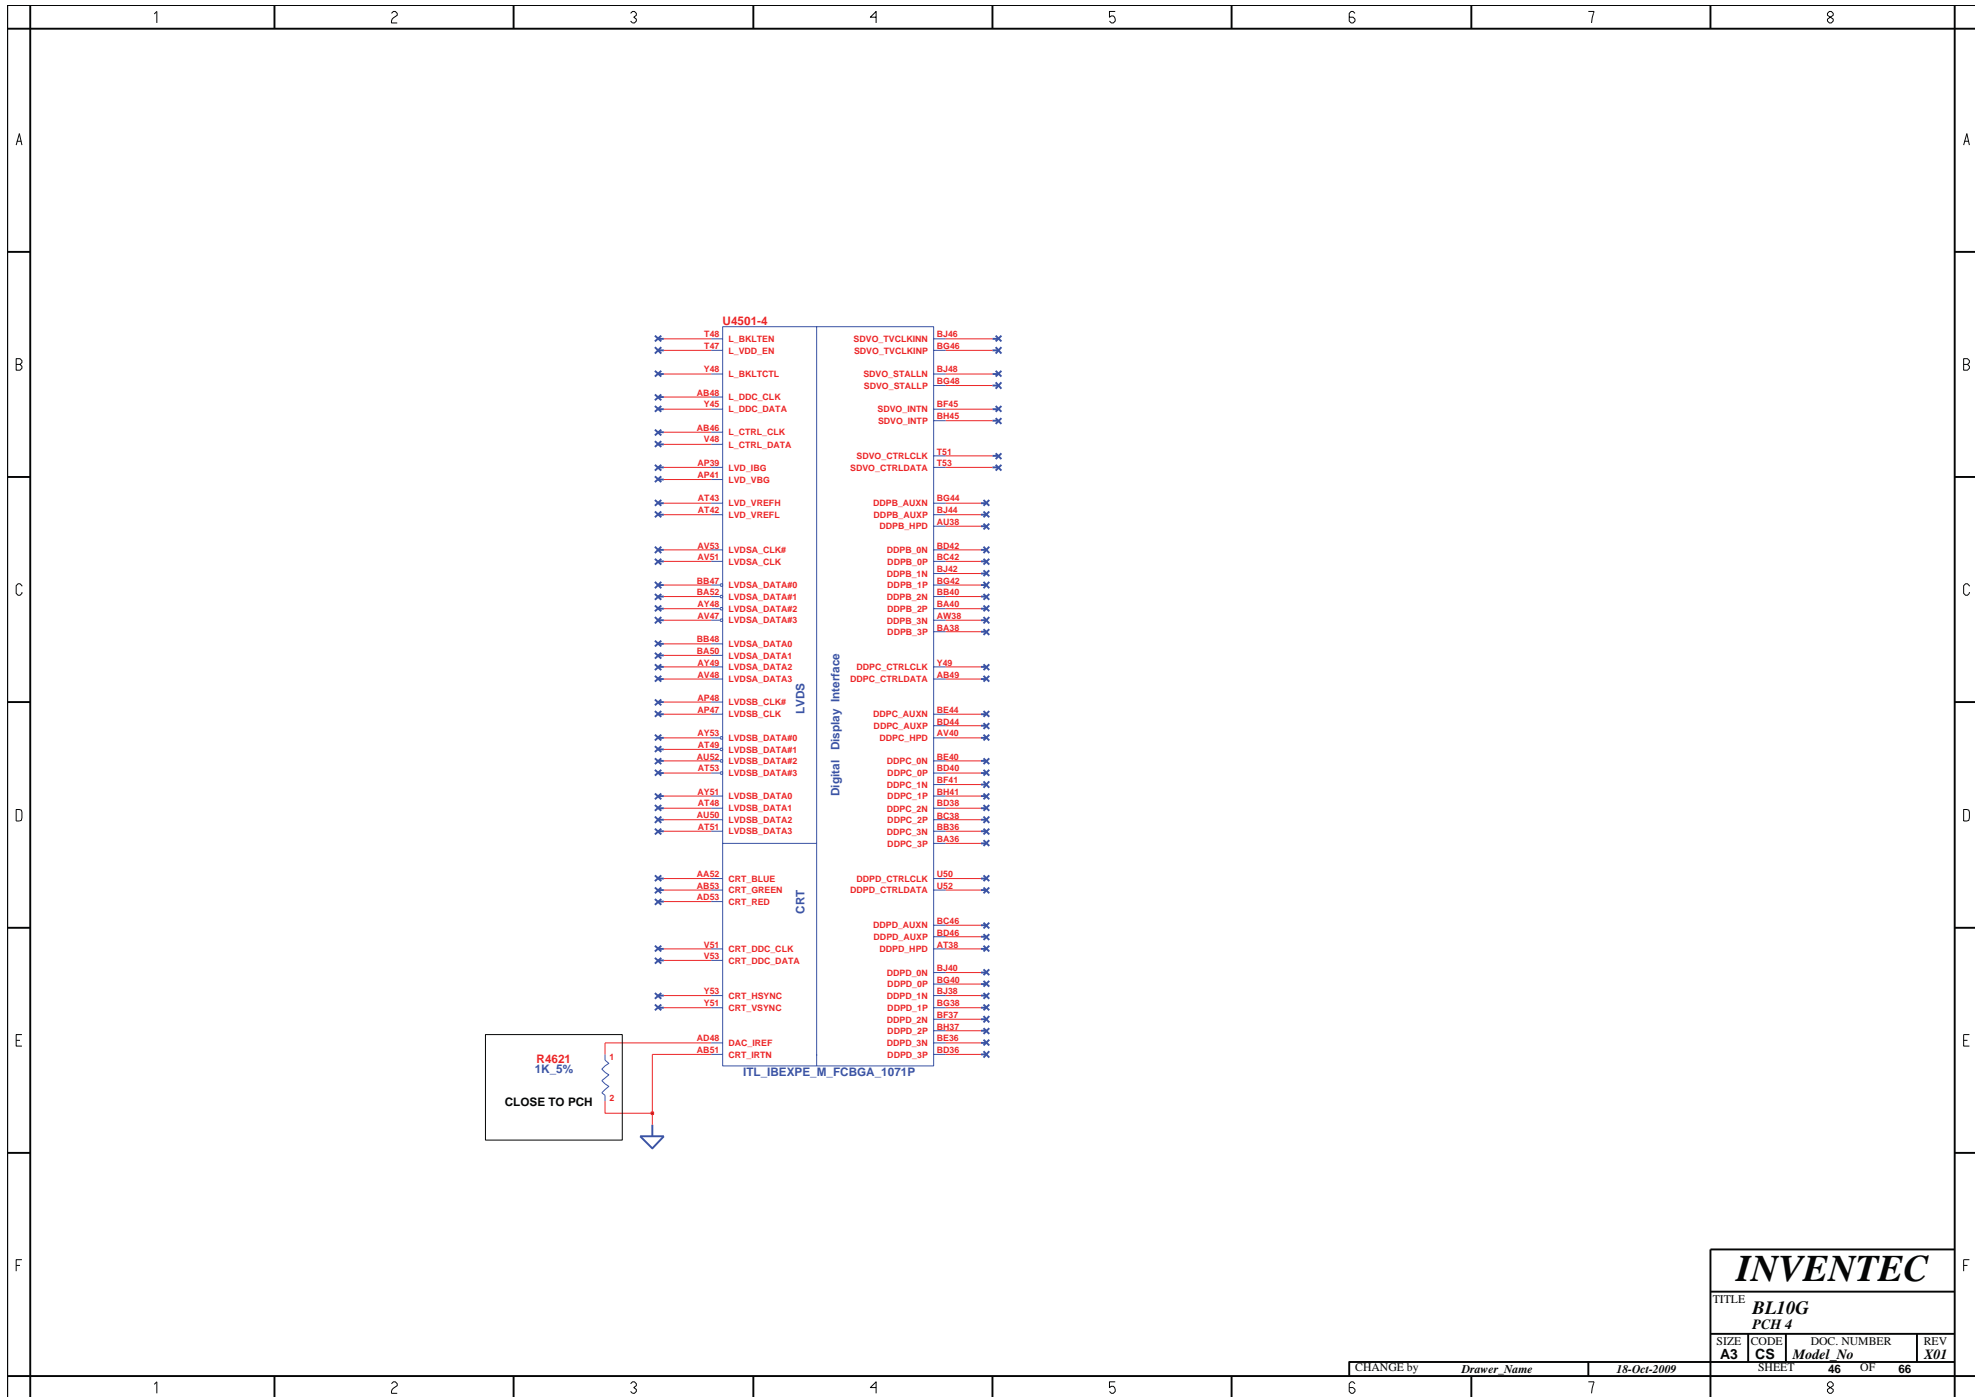 1 2 3 4 5 6 7 8
A A
B B
C C
D D
E E
F F
U4501-4
T48 L_BKLTEN
T47 L_VDD_EN
Y48 L_BKLTCTL
AB48 L_DDC_CLK
Y45 L_DDC_DATA
AB46 L_CTRL_CLK
V48 L_CTRL_DATA
AP39 LVD_IBG
AP41 LVD_VBG
AT43 LVD_VREFH
AT42 LVD_VREFL
AV53 LVDSA_CLK#
AV51 LVDSA_CLK
BB47 LVDSA_DATA#0
BA52 LVDSA_DATA#1
AY48 LVDSA_DATA#2
AV47 LVDSA_DATA#3
BB48 LVDSA_DATA0
BA50 LVDSA_DATA1
AY49 LVDSA_DATA2
AV48 LVDSA_DATA3
AP48 LVDSB_CLK#
AP47 LVDSB_CLK
AY53 LVDSB_DATA#0
AT49 LVDSB_DATA#1
AU52 LVDSB_DATA#2
AT53 LVDSB_DATA#3
AY51 LVDSB_DATA0
AT48 LVDSB_DATA1
AU50 LVDSB_DATA2
AT51 LVDSB_DATA3
LVDS
AA52 CRT_BLUE
AB53 CRT_GREEN
AD53 CRT_RED
V51 CRT_DDC_CLK
V53 CRT_DDC_DATA
Y53 CRT_HSYNC
Y51 CRT_VSYNC
AD48 DAC_IREF
AB51 CRT_IRTN
CRT
Digital Display Interface
SDVO_TVCLKINN BJ46
SDVO_TVCLKINP BG46
SDVO_STALLN BJ48
SDVO_STALLP BG48
SDVO_INTN BF45
SDVO_INTP BH45
SDVO_CTRLCLK T51
SDVO_CTRLDATA T53
DDPB_AUXN BG44
DDPB_AUXP BJ44
DDPB_HPD AU38
DDPB_0N BD42
DDPB_0P BC42
DDPB_1N BJ42
DDPB_1P BG42
DDPB_2N BB40
DDPB_2P BA40
DDPB_3N AW38
DDPB_3P BA38
DDPC_CTRLCLK Y49
DDPC_CTRLDATA AB49
DDPC_AUXN BE44
DDPC_AUXP BD44
DDPC_HPD AV40
DDPC_0N BE40
DDPC_0P BD40
DDPC_1N BF41
DDPC_1P BH41
DDPC_2N BD38
DDPC_2P BC38
DDPC_3N BB36
DDPC_3P BA36
DDPD_CTRLCLK U50
DDPD_CTRLDATA U52
DDPD_AUXN BC46
DDPD_AUXP BD46
DDPD_HPD AT38
DDPD_0N BJ40
DDPD_0P BG40
DDPD_1N BJ38
DDPD_1P BG38
DDPD_2N BF37
DDPD_2P BH37
DDPD_3N BE36
DDPD_3P BD36
ITL_IBEXPE_M_FCBGA_1071P
R4621 1
1K_5%
CLOSE TO PCH 2
INVENTEC
TITLE BL10G
PCH 4
SIZE CODE DOC. NUMBER REV
A3 CS Model_No X01
CHANGE by Drawer_Name 18-Oct-2009 SHEET 46 OF 66
1 2 3 4 5 6 7 8